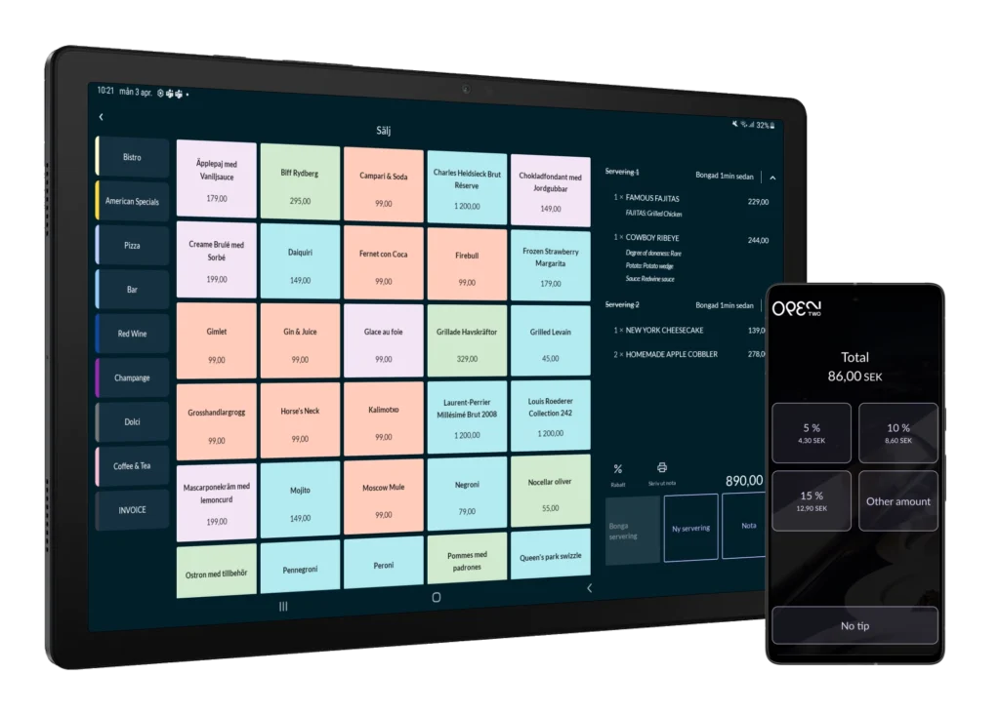 10:21 mån 3 apr.
32%
Sälj
Bistro
American Specials
Pizza
Bar
Red Wine
Champange
Dolci
Coffee & Tea
INVOICE
Äpplepaj med
Vaniljsauce
179,00
Biff Rydberg
295,00
Campari & Soda
99,00
Charles Heidsieck Brut
Réserve
1 200,00
Chokladfondant med
Jordgubbar
149,00
Creame Brulé med
Sorbé
199,00
Daiquiri
149,00
Fernet con Coca
99,00
Firebull
99,00
Frozen Strawberry
Margarita
179,00
Gimlet
99,00
Gin & Juice
99,00
Glace au foie
99,00
Grillade Havskräftor
329,00
Grilled Levain
45,00
Grosshandlargrogg
99,00
Horse's Neck
99,00
Kalimotxo
99,00
Laurent-Perrier
Millésimé Brut 2008
1 200,00
Louis Roederer
Collection 242
1 200,00
Mascarponekräm med
lemoncurd
199,00
Mojito
149,00
Moscow Mule
99,00
Negroni
79,00
Nocellar oliver
55,00
Ostron med tillbehör
Pennegroni
Peroni
Pommes med
padrones
Queen's park swizzle
Servering 1
Bongad 1min sedan
1 × FAMOUS FAJITAS 229,00
FAJITAS: Grilled Chicken
1 × COWBOY RIBEYE 244,00
Degree of doneness: Rare
Potato: Potato wedge
Sauce: Redwine sauce
Servering 2
Bongad 1min sedan
1 × NEW YORK CHEESECAKE 139,0
2 × HOMEMADE APPLE COBBLER 278,0
%
Rabatt
Skriv ut nota
890,00
Bonga
servering
Ny servering
Nota
OPEN
TWO
Total
86,00 SEK
5 %
4,30 SEK
10 %
8,60 SEK
15 %
12,90 SEK
Other amount
No tip